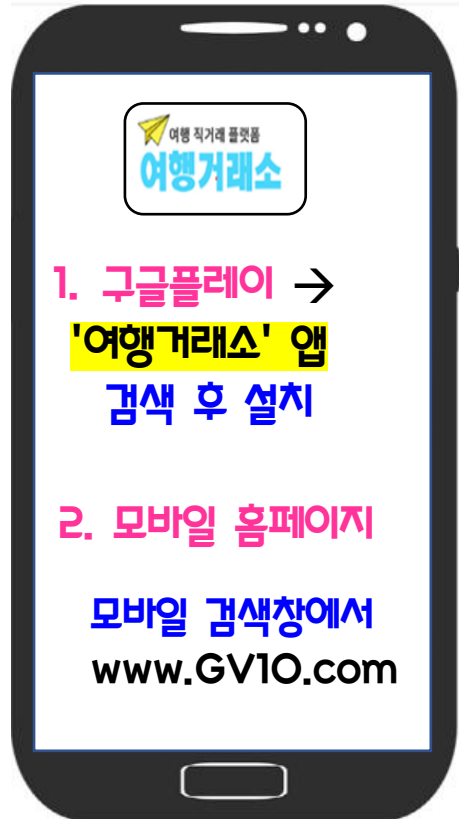 여행 직거래 플랫폼
여행거래소
1. 구글플레이 →
'여행거래소' 앱
검색 후 설치
2. 모바일 홈페이지
모바일 검색창에서
www.GV10.com